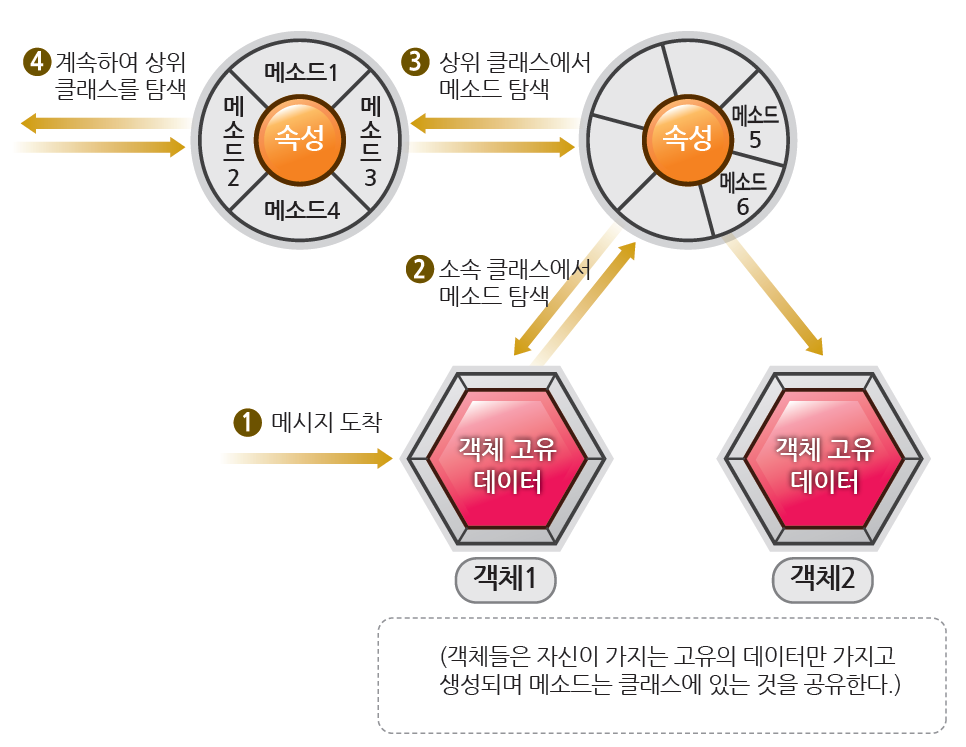 ❹ 계속하여 상위
클래스를 탐색
메소드1
메소드2
속성
메소드3
메소드4
❸ 상위 클래스에서
메소드 탐색
속성
메소드
5
메소드
6
❷ 소속 클래스에서
메소드 탐색
❶ 메시지 도착
객체 고유
데이터
객체1
객체 고유
데이터
객체2
(객체들은 자신이 가지는 고유의 데이터만 가지고
생성되며 메소드는 클래스에 있는 것을 공유한다.)